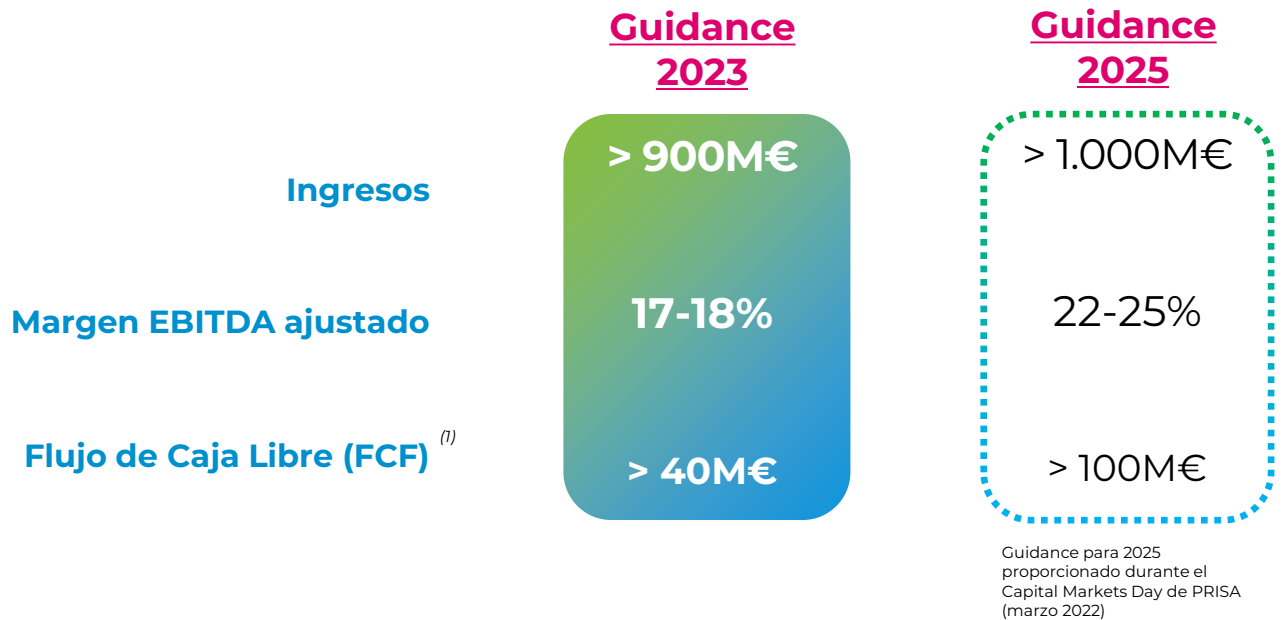 Guidance
2023
Guidance
2025
Ingresos
> 900M€
> 1.000M€
Margen EBITDA ajustado
17-18%
22-25%
Flujo de Caja Libre (FCF) (1)
> 40M€
> 100M€
Guidance para 2025
proporcionado durante el
Capital Markets Day de PRISA
(marzo 2022)